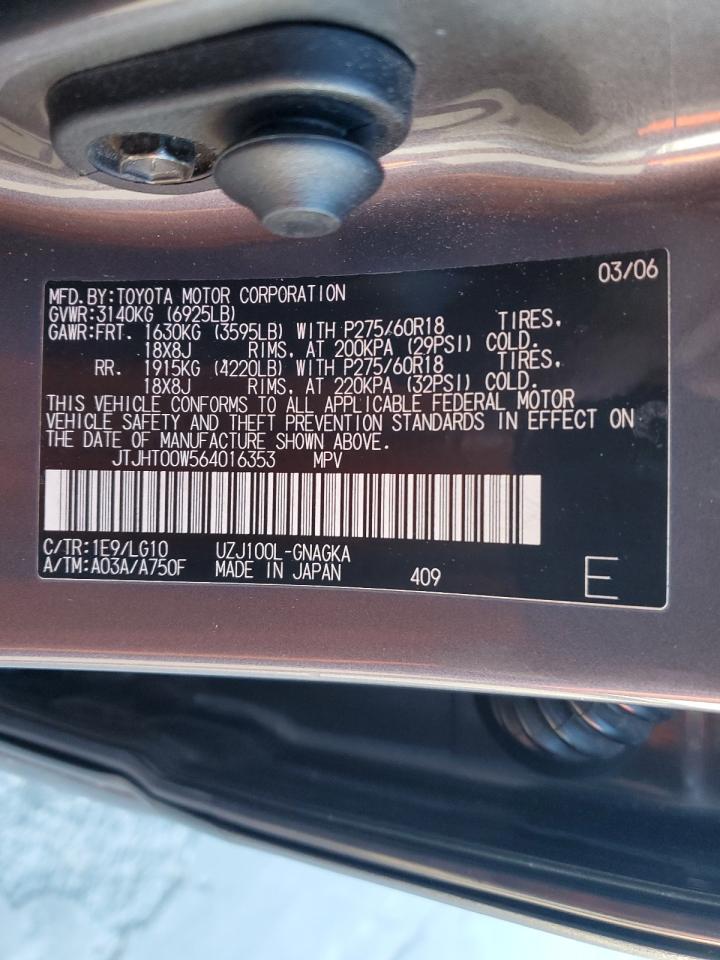 03/06
MFD.BY:TOYOTA MOTOR CORPORATION
GVWR:3140KG (6925LB)
GAWR:FRT. 1630KG (3595LB) WITH P275/60R18 TIRES,
18X8J RIMS, AT 200KPA (29PSI) COLD.
RR. 1915KG (4220LB) WITH P275/60R18 TIRES,
18X8J RIMS, AT 220KPA (32PSI) COLD.
THIS VEHICLE CONFORMS TO ALL APPLICABLE FEDERAL MOTOR
VEHICLE SAFETY AND THEFT PREVENTION STANDARDS IN EFFECT ON
THE DATE OF MANUFACTURE SHOWN ABOVE.
JTJHT00W564016353 MPV
C/TR:1E9/LG10 UZJ100L-GNAGKA
A/TM:A03A/A750F MADE IN JAPAN 409 E